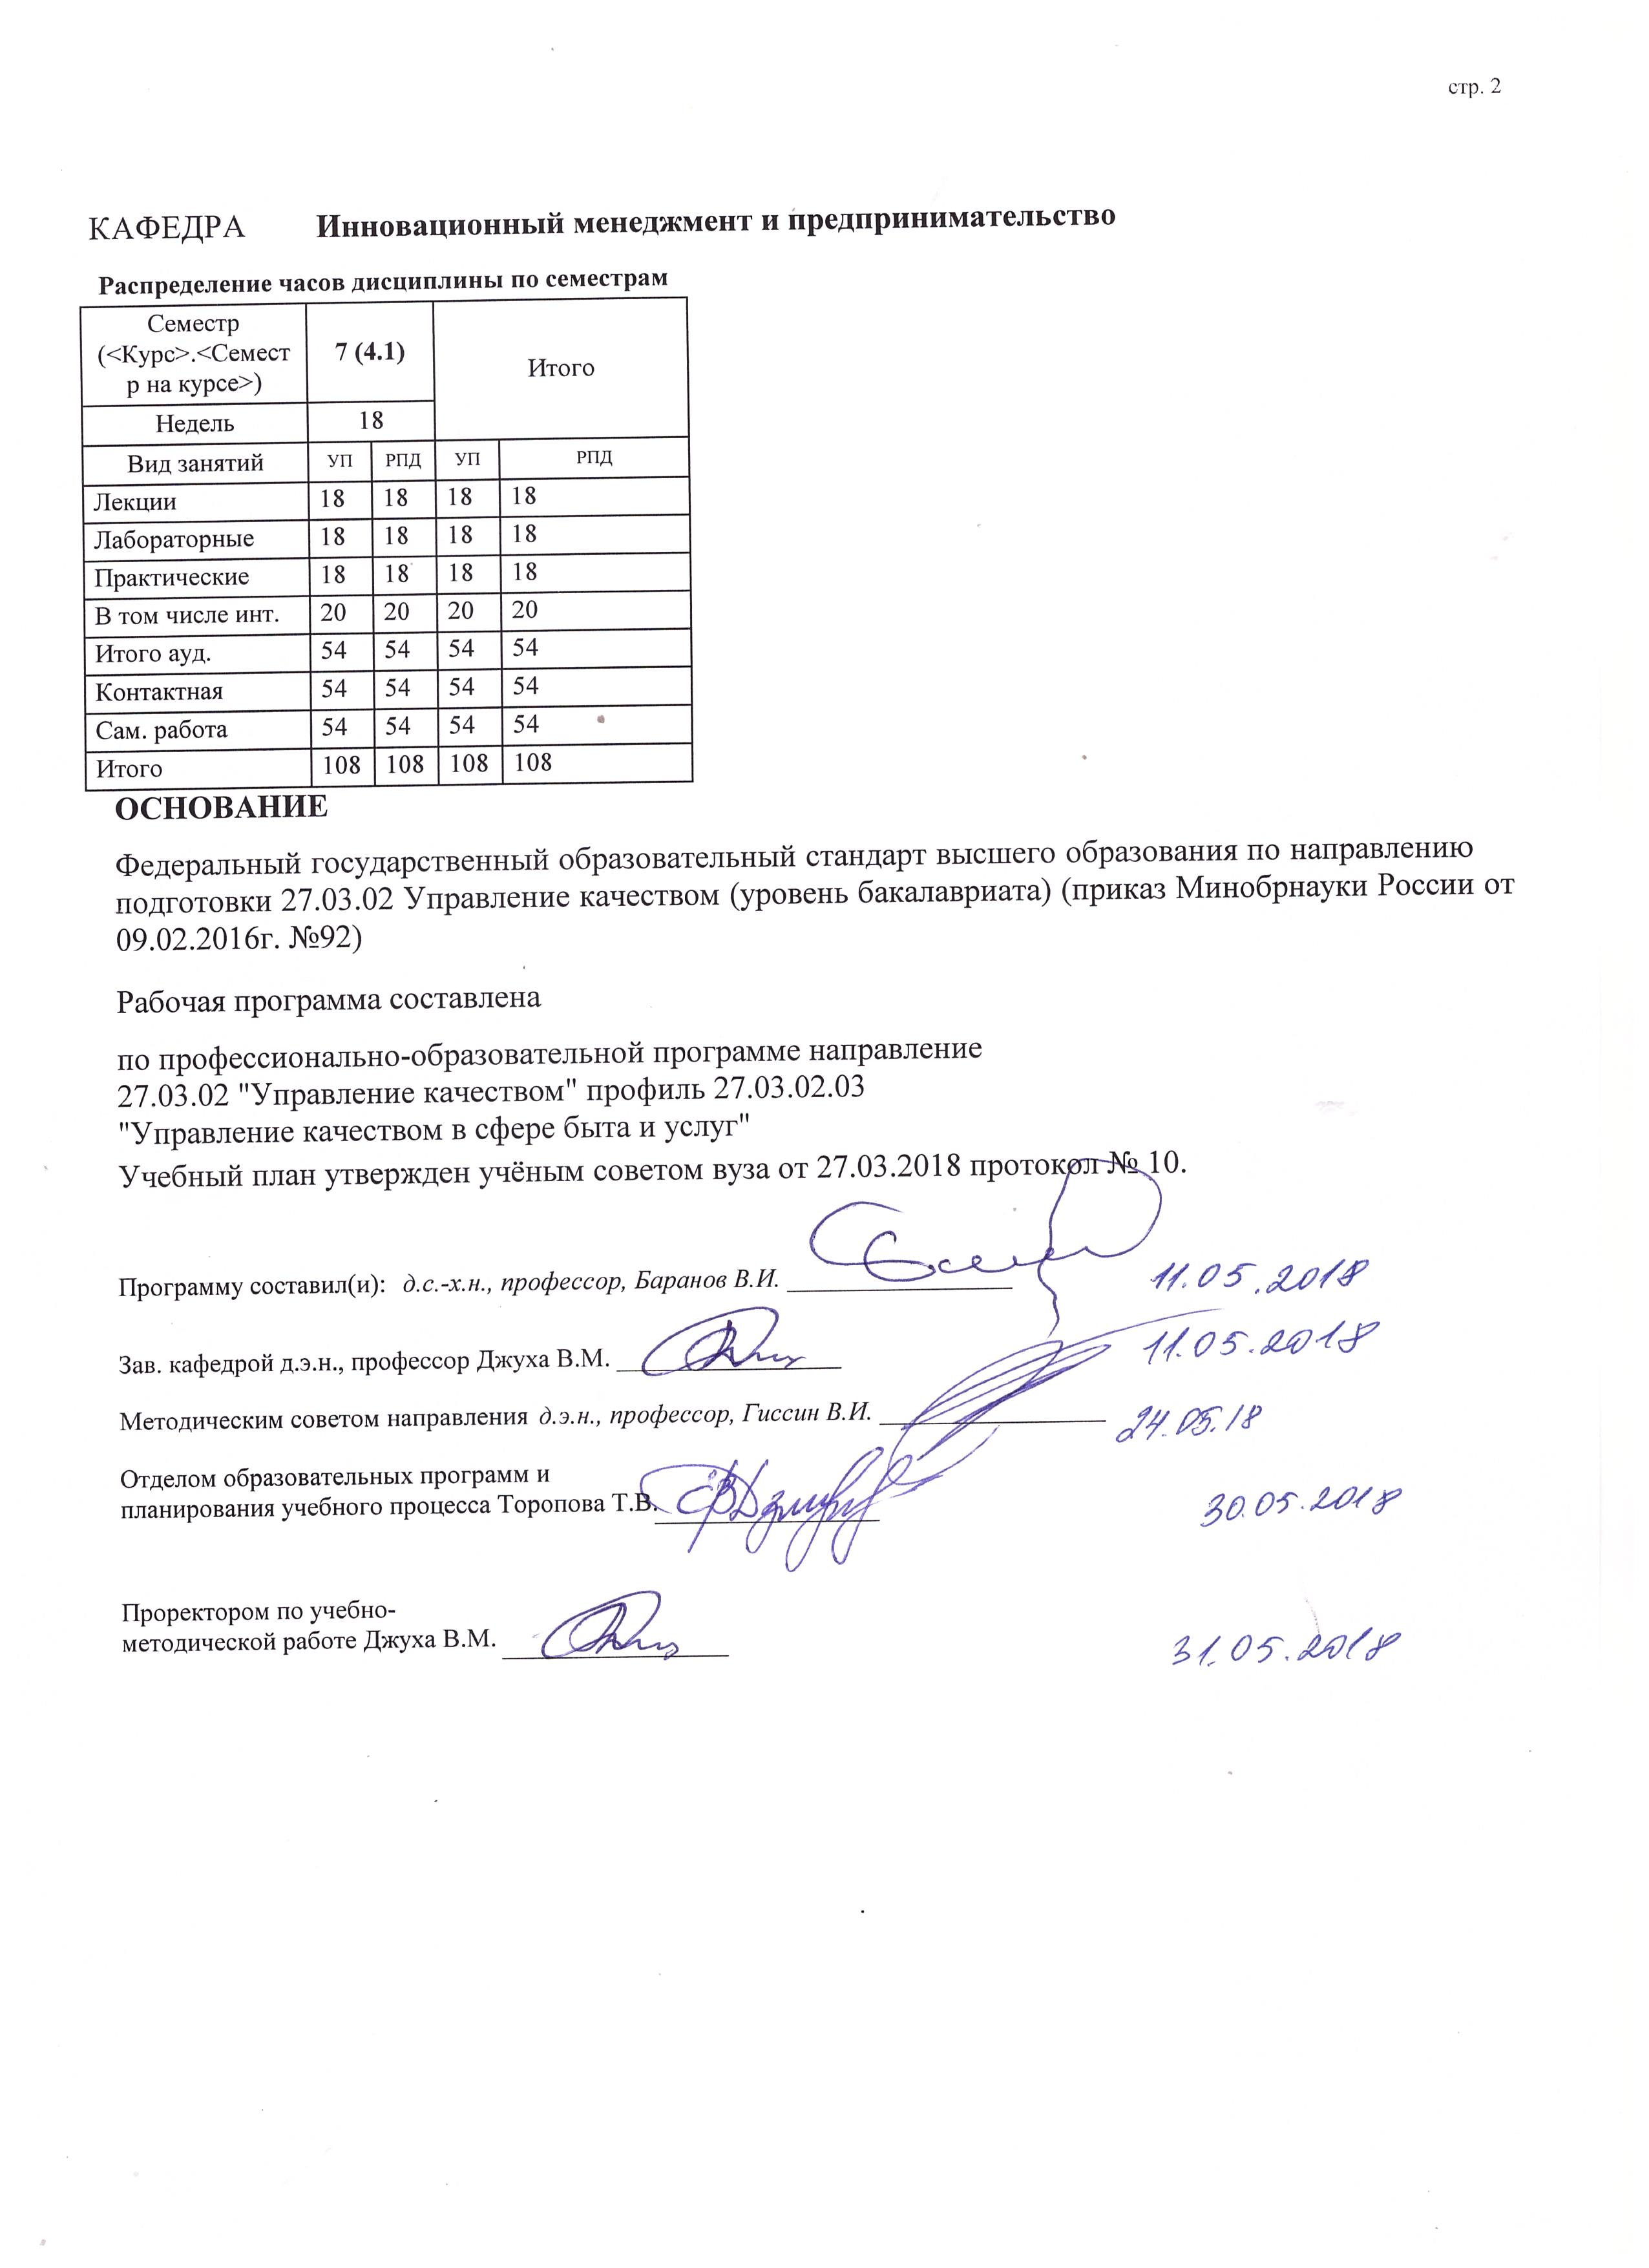 стр. 2
КАФЕДРА Инновационный менеджмент и предпринимательство
Распределение часов дисциплины по семестрам
Семестр
(<Курс>.<Семест
р на курсе>)
7 (4.1)
Итого
Недель 18
Вид занятий УП РПД УП РПД
Лекции 18 18 18 18
Лабораторные 18 18 18 18
Практические 18 18 18 18
В том числе инт. 20 20 20 20
Итого ауд. 54 54 54 54
Контактная 54 54 54 54
Сам. работа 54 54 54 54
Итого 108 108 108 108
ОСНОВАНИЕ
Федеральный государственный образовательный стандарт высшего образования по направлению
подготовки 27.03.02 Управление качеством (уровень бакалавриата) (приказ Минобрнауки России от
09.02.2016г. №92)
Рабочая программа составлена
по профессионально-образовательной программе направление
27.03.02 "Управление качеством" профиль 27.03.02.03
"Управление качеством в сфере быта и услуг"
Учебный план утвержден учёным советом вуза от 27.03.2018 протокол № 10.
Программу составил(и): д.с.-х.н., профессор, Баранов В.И. 11.05.2018
Зав. кафедрой д.э.н., профессор Джуха В.М. 11.05.2018
Методическим советом направления д.э.н., профессор, Гиссин В.И. 24.05.18
Отделом образовательных программ и
планирования учебного процесса Торопова Т.В. 30.05.2018
Проректором по учебно-
методической работе Джуха В.М. 31.05.2018